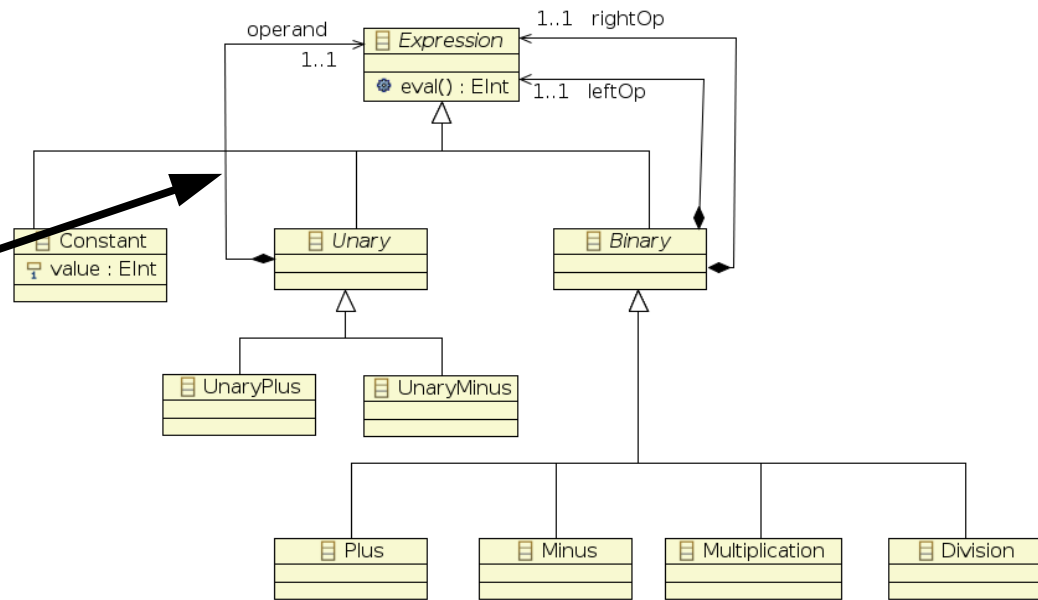 operand
1..1
1..1 rightOp
Expression
eval() : EInt
1..1 leftOp
Constant
value : EInt
Unary
Binary
UnaryPlus
UnaryMinus
Plus
Minus
Multiplication
Division